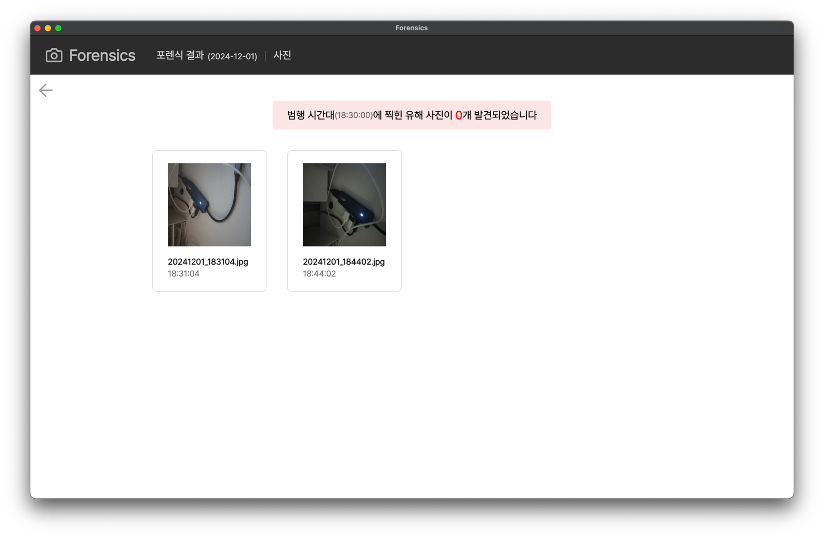 Forensics
Forensics 포렌식 결과 (2024-12-01) | 사진
범행 시간대(18:30:00)에 찍힌 유해 사진이 0개 발견되었습니다
20241201_183104.jpg
18:31:04
20241201_184402.jpg
18:44:02